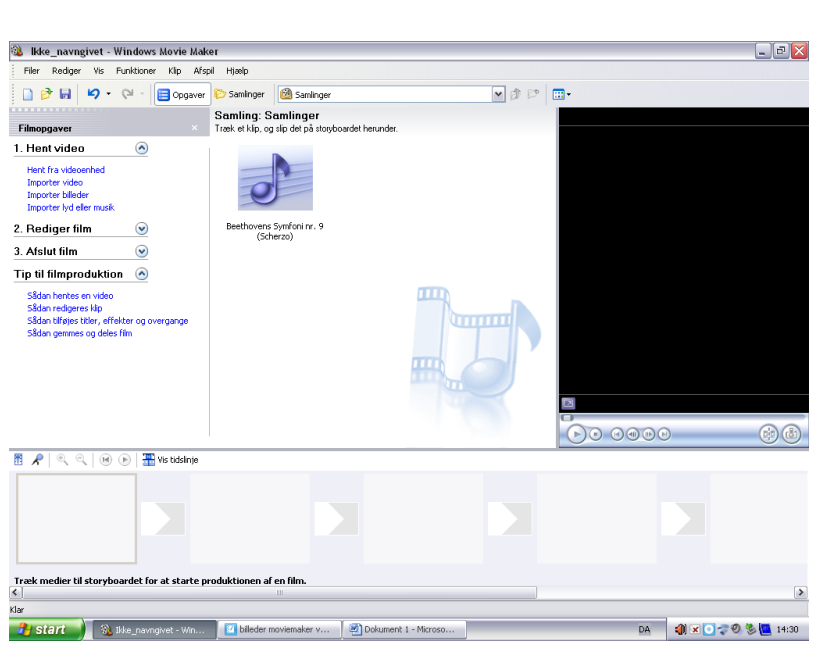 Ikke_navngivet - Windows Movie Maker
Filer Rediger Vis Funktioner Klip Afspil Hjælp
Opgaver Samlinger Samlinger
Filmopgaver
Samling: Samlinger
Træk et klip, og slip det på storyboardet herunder.
1. Hent video
Hent fra videoenhed
Importer video
Importer billeder
Importer lyd eller musik
2. Rediger film
3. Afslut film
Tip til filmproduktion
Sådan hentes en video
Sådan redigeres klip
Sådan tilføjes titler, effekter og overgange
Sådan gemmes og deles film
Beethovens Symfoni nr. 9
(Scherzo)
Vis tidslinje
Træk medier til storyboardet for at starte produktionen af en film.
Klar
start Ikke_navngivet - Win... billeder moviemaker v... Dokument 1 - Microso... DA 14:30